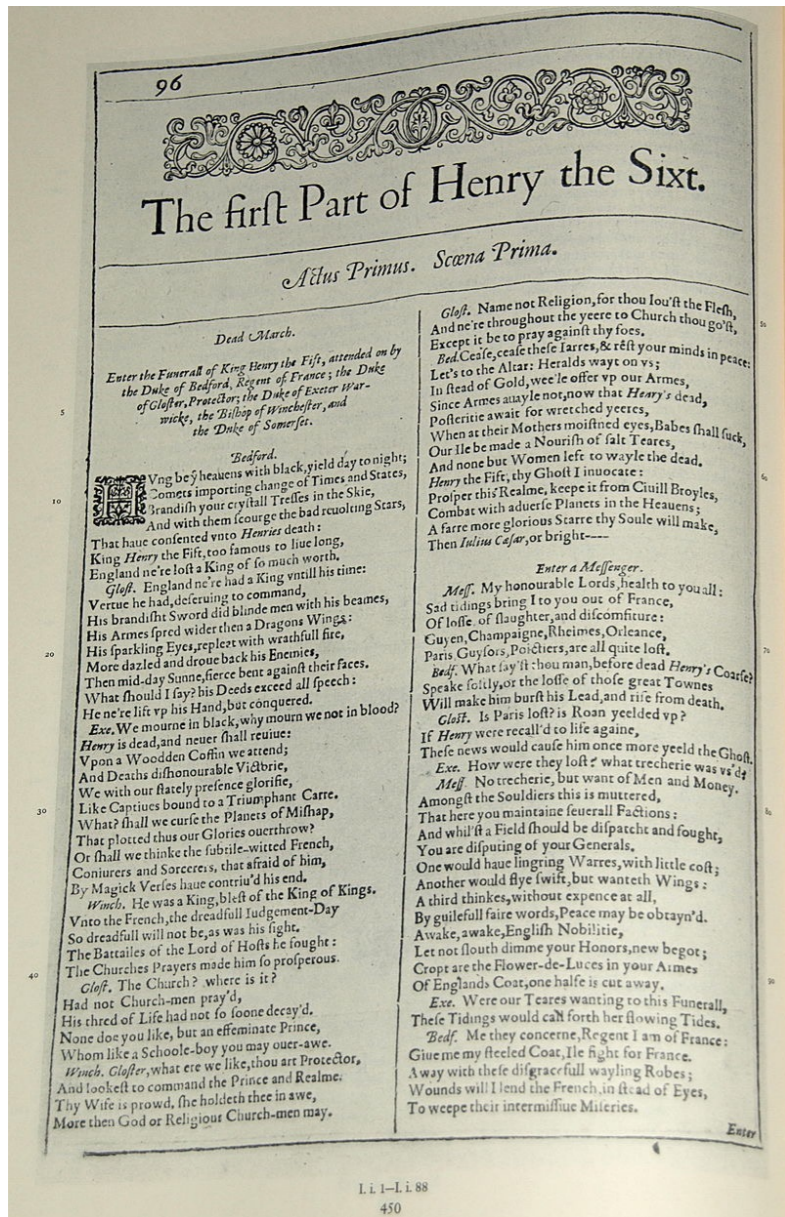 96
The firſt Part of Henry the Sixt.
Actus Primus. Scœna Prima.
Dead March.
Enter the Funerall of King Henry the Fift, attended on by
the Duke of Bedford, Regent of France; the Duke
of Gloſter, Protector; the Duke of Exeter War-
wicke, the Biſhop of Wincheſter, and
the Duke of Somerſet.
Bedford.
HVng be ẏ heauens with black, yield day to night;
Comets importing change of Times and States,
Brandiſh your cryſtall Treſſes in the Skie,
And with them ſcourge the bad reuolting Stars,
That haue conſented vnto Henries death:
King Henry the Fift, too famous to liue long,
England ne're loſt a King of ſo much worth.
Gloſt. England ne're had a King vntill his time:
Vertue he had, deſeruing to command,
His brandiſht Sword did blinde men with his beames,
His Armes ſpred wider then a Dragons Wings:
His ſparkling Eyes, repleat with wrathfull fire,
More dazled and droue back his Enemies,
Then mid-day Sunne, fierce bent againſt their faces.
What ſhould I ſay? his Deeds exceed all ſpeech:
He ne're lift vp his Hand, but conquered.
Exe. We mourne in black, why mourn we not in blood?
Henry is dead, and neuer ſhall reuiue:
Vpon a Woodden Coffin we attend;
And Deaths diſhonourable Victorie,
We with our ſtately preſence glorifie,
Like Captiues bound to a Triumphant Carre.
What? ſhall we curſe the Planets of Miſhap,
That plotted thus our Glories ouerthrow?
Or ſhall we thinke the ſubtile-witted French,
Coniurers and Sorcerers, that afraid of him,
By Magick Verſes haue contriu'd his end.
Winch. He was a King, bleſt of the King of Kings.
Vnto the French, the dreadfull Iudgement-Day
So dreadfull will not be, as was his ſight.
The Battailes of the Lord of Hoſts he fought:
The Churches Prayers made him ſo proſperous.
Gloſt. The Church? where is it?
Had not Church-men pray'd,
His thred of Life had not ſo ſoone decay'd.
None doe you like, but an effeminate Prince,
Whom like a Schoole-boy you may ouer-awe.
Winch. Gloſter, what ere we like, thou art Protector,
And lookeſt to command the Prince and Realme.
Thy Wife is prowd, ſhe holdeth thee in awe,
More then God or Religious Church-men may.
Gloſt. Name not Religion, for thou lou'ſt the Fleſh,
And ne're throughout the yeere to Church thou go'ſt,
Except it be to pray againſt thy foes.
Bed. Ceaſe, ceaſe theſe Iarres, & reſt your minds in peace:
Let's to the Altar: Heralds wayt on vs;
In ſtead of Gold, wee'le offer vp our Armes,
Since Armes auayle not, now that Henry's dead,
Poſteritie await for wretched yeeres,
When at their Mothers moiſtned eyes, Babes ſhall ſuck,
Our Ile be made a Nouriſh of ſalt Teares,
And none but Women left to wayle the dead.
Henry the Fift, thy Ghoſt I inuocate:
Proſper this Realme, keepe it from Ciuill Broyles,
Combat with aduerſe Planets in the Heauens;
A farre more glorious Starre thy Soule will make,
Then Iulius Cæſar, or bright----
Enter a Meſſenger.
Meſſ. My honourable Lords, health to you all:
Sad tidings bring I to you out of France,
Of loſſe, of ſlaughter, and diſcomfiture:
Guyen, Champaigne, Rheimes, Orleance,
Paris Guyſors, Poictiers, are all quite loſt.
Bedf. What ſay'ſt thou man, before dead Henry's Coarſe?
Speake ſoftly, or the loſſe of thoſe great Townes
Will make him burſt his Lead, and riſe from death.
Gloſt. Is Paris loſt? is Roan yeelded vp?
If Henry were recall'd to life againe,
Theſe news would cauſe him once more yeeld the Ghoſt.
Exe. How were they loſt? what trecherie was vs'd?
Meſſ. No trecherie, but want of Men and Money.
Amongſt the Souldiers this is muttered,
That here you maintaine ſeuerall Factions:
And whil'ſt a Field ſhould be diſpatcht and fought,
You are diſputing of your Generals.
One would haue lingring Warres, with little coſt;
Another would flye ſwift, but wanteth Wings:
A third thinkes, without expence at all,
By guilefull faire words, Peace may be obtayn'd.
Awake, awake, Engliſh Nobilitie,
Let not ſlouth dimme your Honors, new begot;
Cropt are the Flower-de-Luces in your Armes
Of Englands Coat, one halfe is cut away.
Exe. Were our Teares wanting to this Funerall,
Theſe Tidings would call forth her flowing Tides.
Bedf. Me they concerne, Regent I am of France:
Giue me my ſteeled Coat, Ile fight for France.
Away with theſe diſgracefull wayling Robes;
Wounds will I lend the French, in ſtead of Eyes,
To weepe their intermiſſiue Miſeries.
Enter
5
10
20
30
40
50
60
70
80
90
I. i. 1–I. i. 88
450